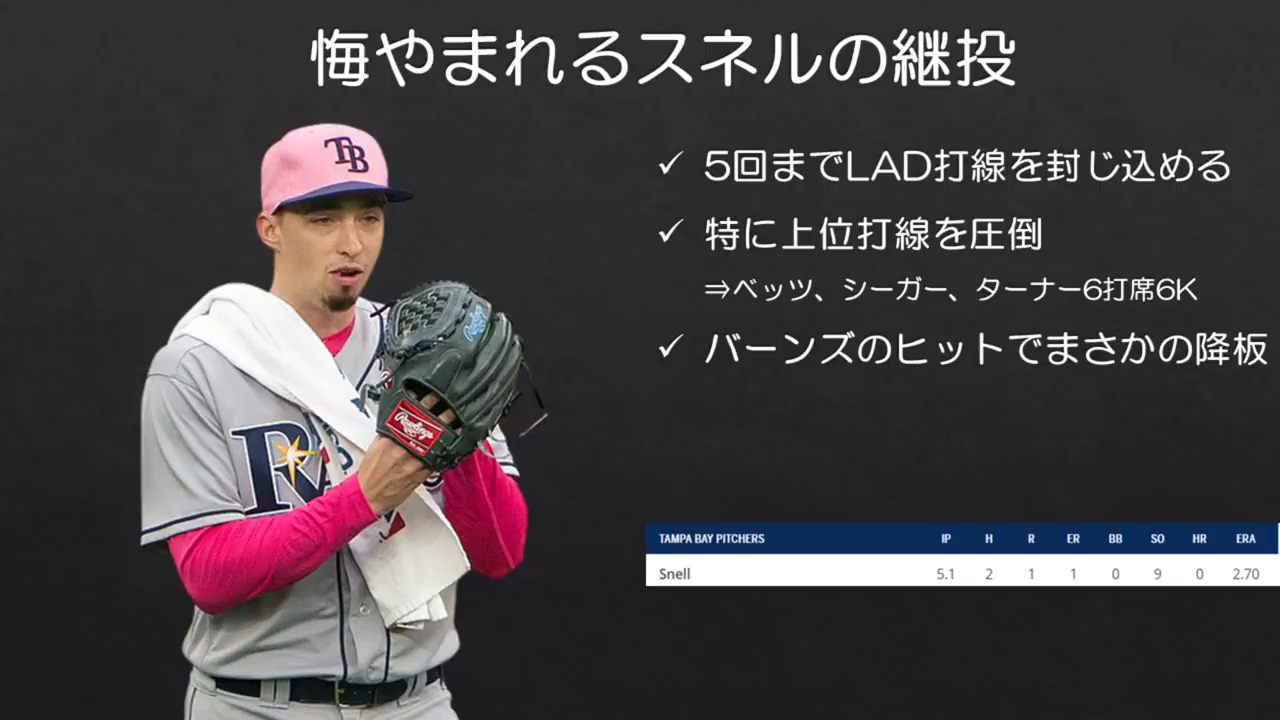 悔やまれるスネルの継投
✓ 5回までLAD打線を封じ込める
✓ 特に上位打線を圧倒
⇒ベッツ、シーガー、ターナー6打席6K
✓ バーンズのヒットでまさかの降板
TB
Rawlings
TAMPA BAY PITCHERS IP H R ER BB SO HR ERA
Snell 5.1 2 1 1 0 9 0 2.70